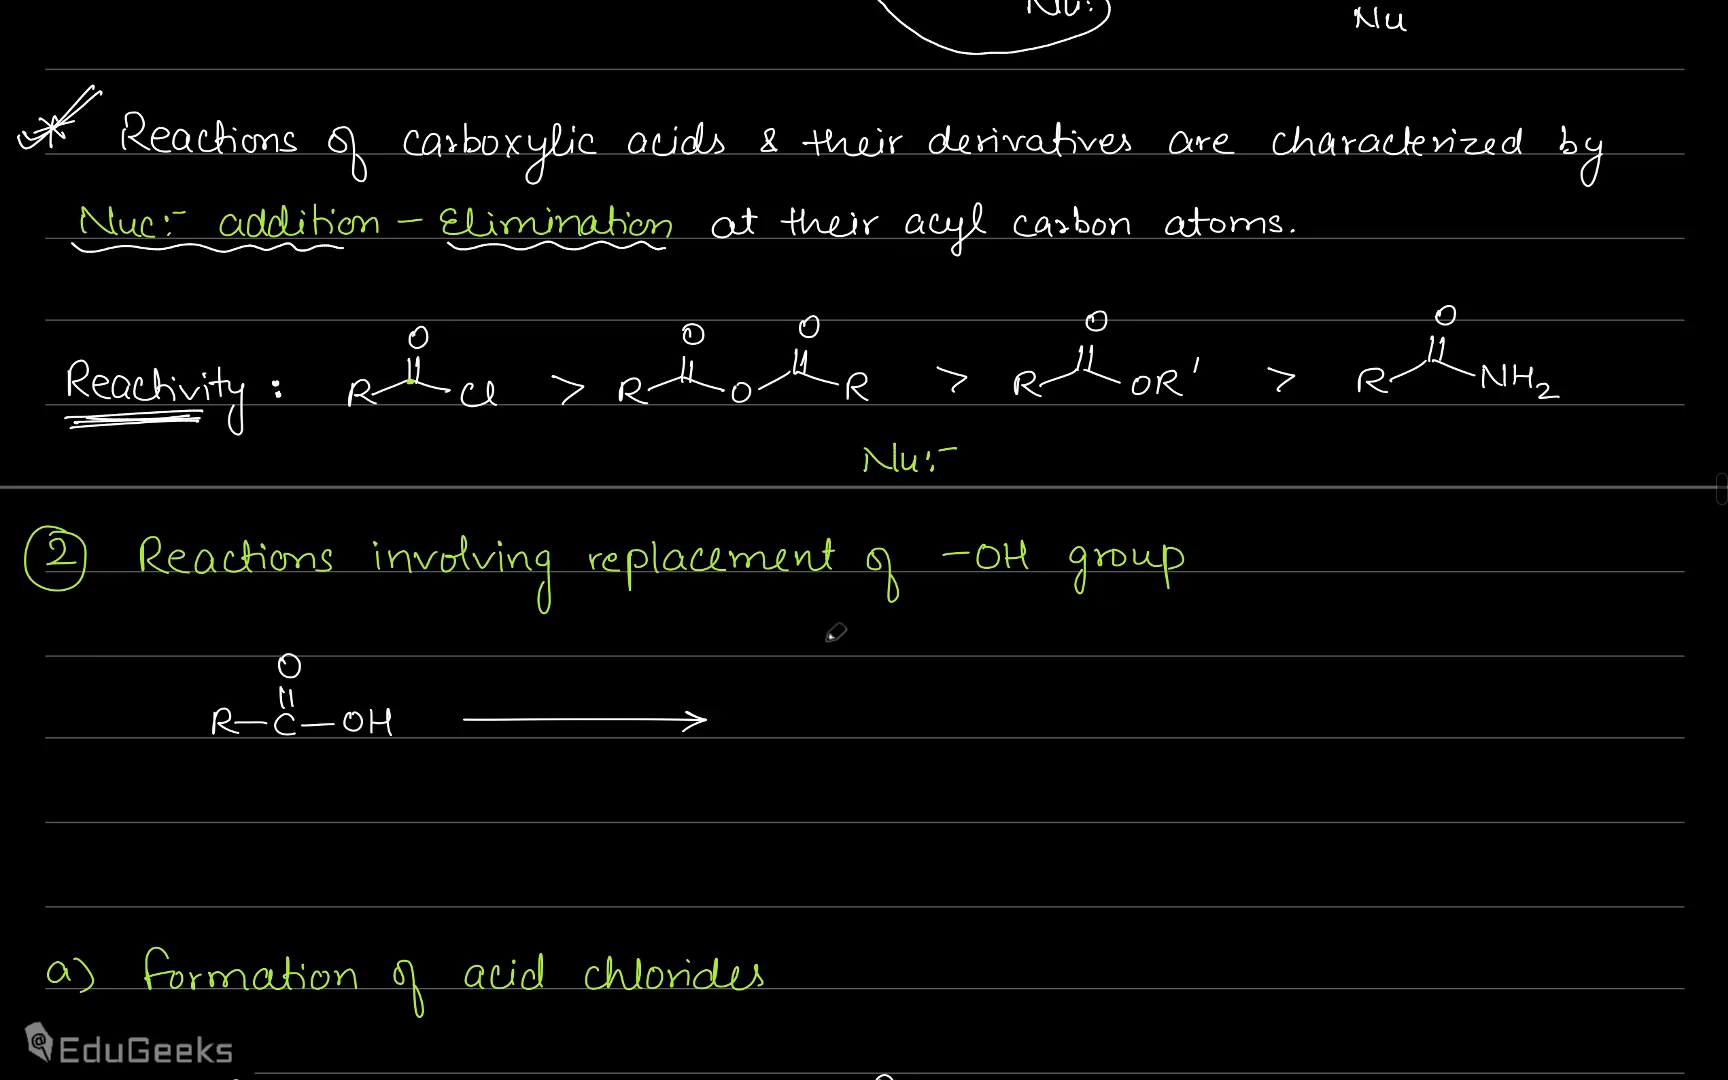 Nu:
Nu
Reactions of carboxylic acids & their derivatives are characterized by
Nuc:- addition - Elimination at their acyl carbon atoms.
O O O O O
Reactivity : R Cl > R O R > R OR' > R NH₂
Nu:-
2 Reactions involving replacement of -OH group
O
R-C-OH
a) Formation of acid chlorides
EduGeeks